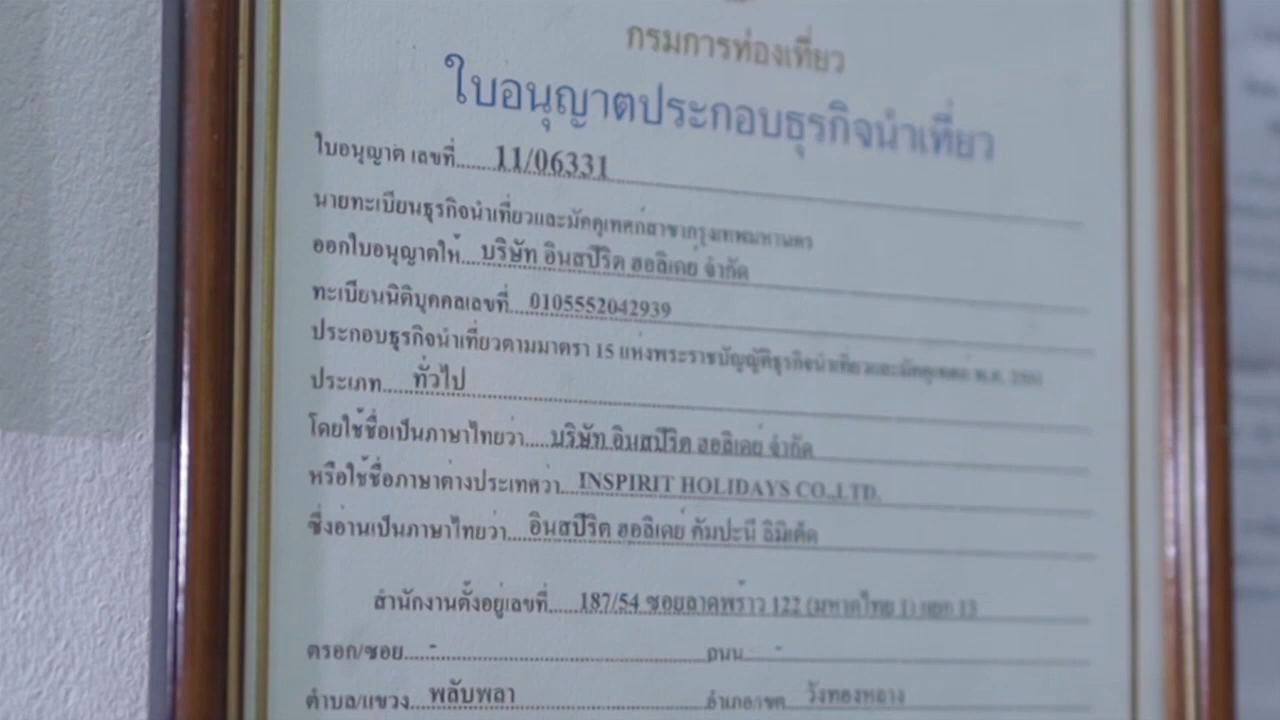 กรมการท่องเที่ยว
ใบอนุญาตประกอบธุรกิจนำเที่ยว
ใบอนุญาต เลขที่......11/06331
นายทะเบียนธุรกิจนำเที่ยวและมัคคุเทศก์สาขากรุงเทพมหานคร
ออกใบอนุญาตให้....บริษัท อินสปิริต ฮอลิเดย์ จำกัด
ทะเบียนนิติบุคคลเลขที่....0105552042939
ประกอบธุรกิจนำเที่ยวตามมาตรา 15 แห่งพระราชบัญญัติธุรกิจนำเที่ยวและมัคคุเทศก์ พ.ศ.
ประเภท.....ทั่วไป
โดยใช้ชื่อเป็นภาษาไทยว่า.....บริษัท อินสปิริต ฮอลิเดย์ จำกัด
หรือใช้ชื่อภาษาต่างประเทศว่า....INSPIRIT HOLIDAYS CO.,LTD.
ซึ่งอ่านเป็นภาษาไทยว่า....อินสปิริต ฮอลิเดย์ คัมปะนี ลิมิเต็ด
สำนักงานตั้งอยู่เลขที่.....187/54 ซอยลาดพร้าว 122 (มหาดไทย 1) แยก 13
ตรอก/ซอย....- ถนน -
ตำบล/แขวง...พลับพลา อำเภอ/เขต วังทองหลาง